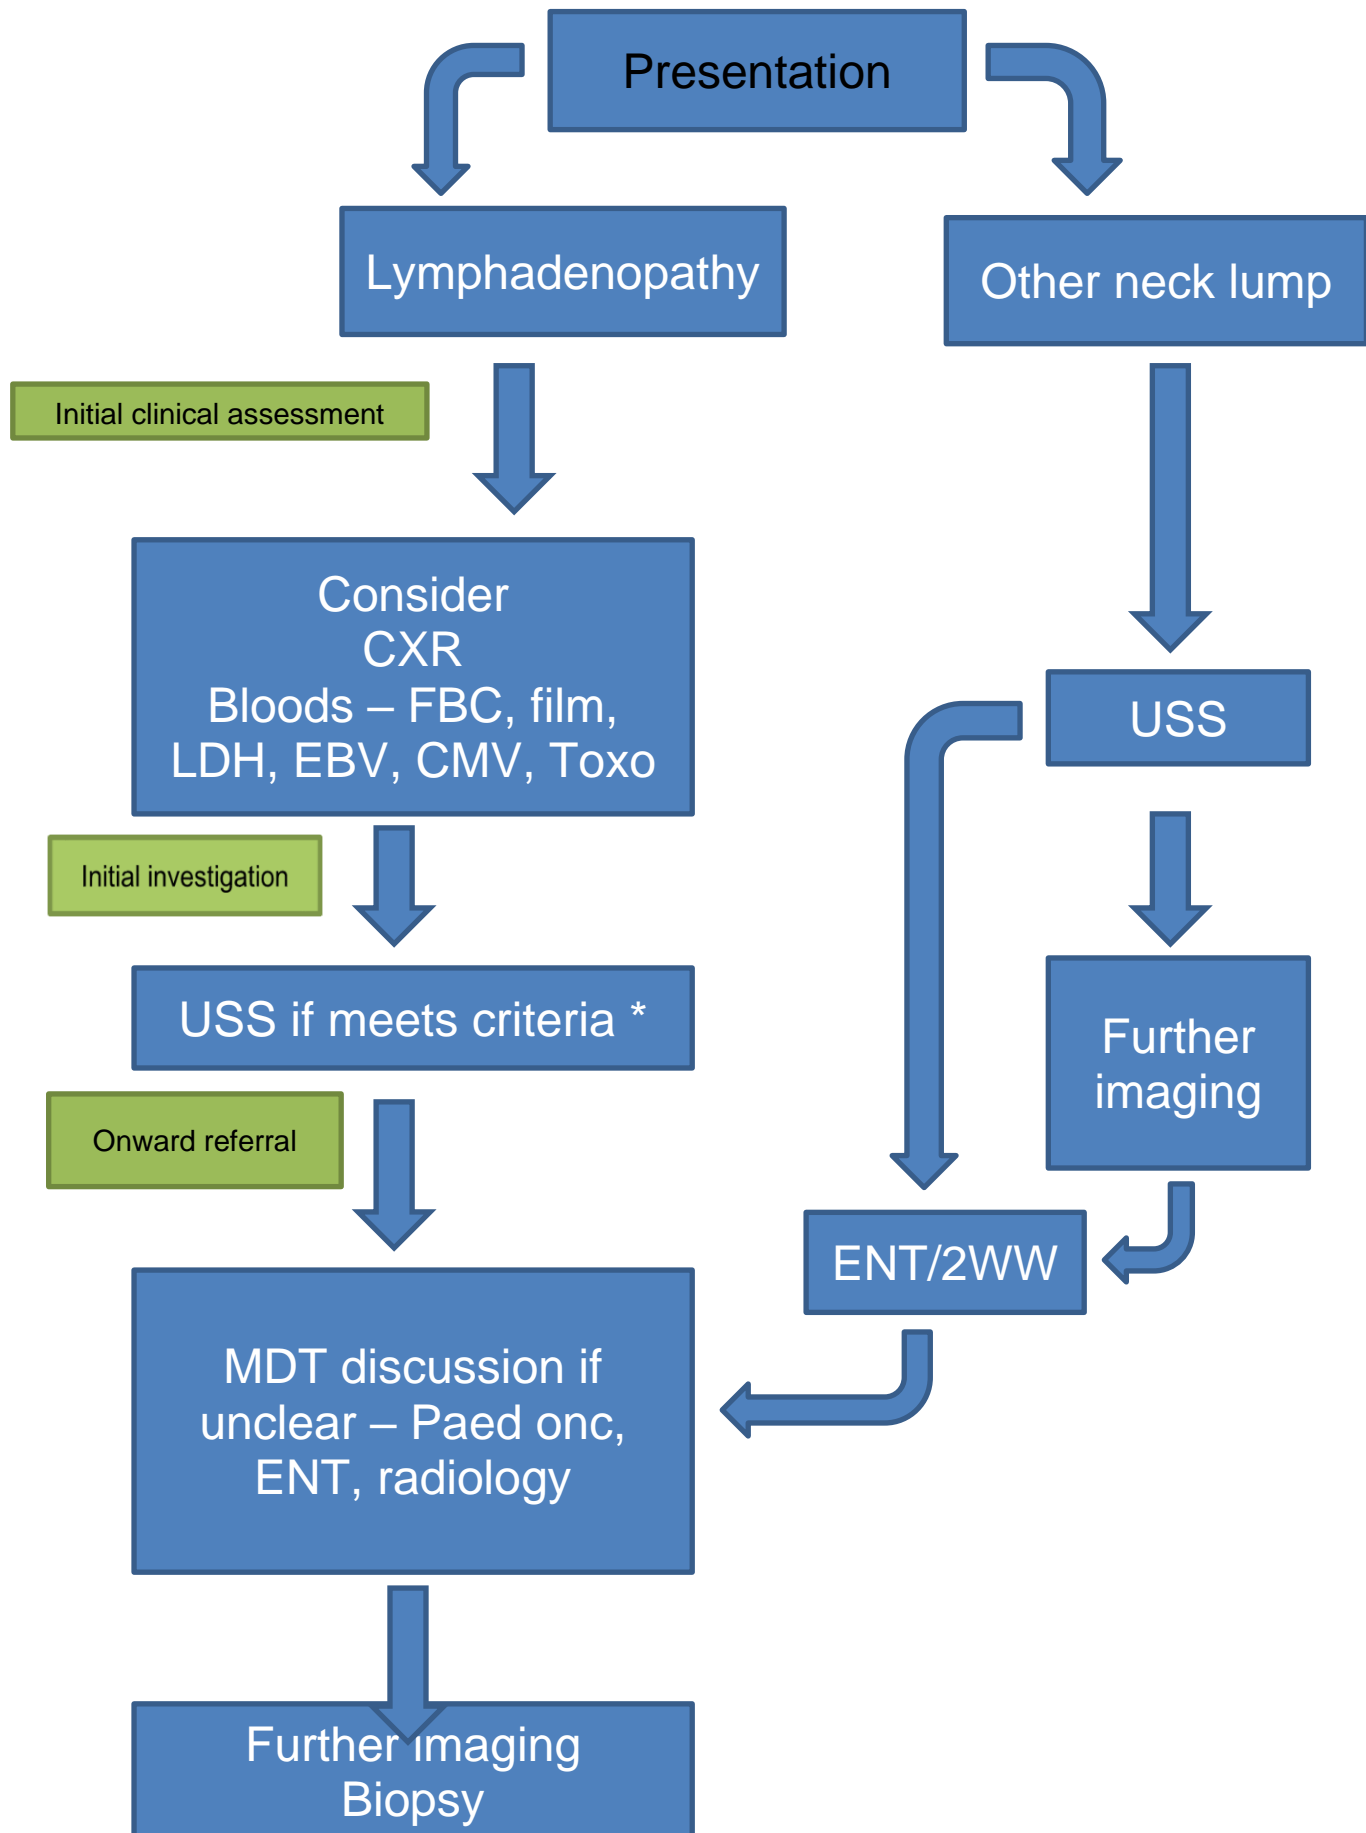 Presentation
Lymphadenopathy
Other neck lump
Initial clinical assessment
Consider
CXR
Bloods – FBC, film,
LDH, EBV, CMV, Toxo
USS
Initial investigation
USS if meets criteria *
Further
imaging
Onward referral
ENT/2WW
MDT discussion if
unclear – Paed onc,
ENT, radiology
Further imaging
Biopsy